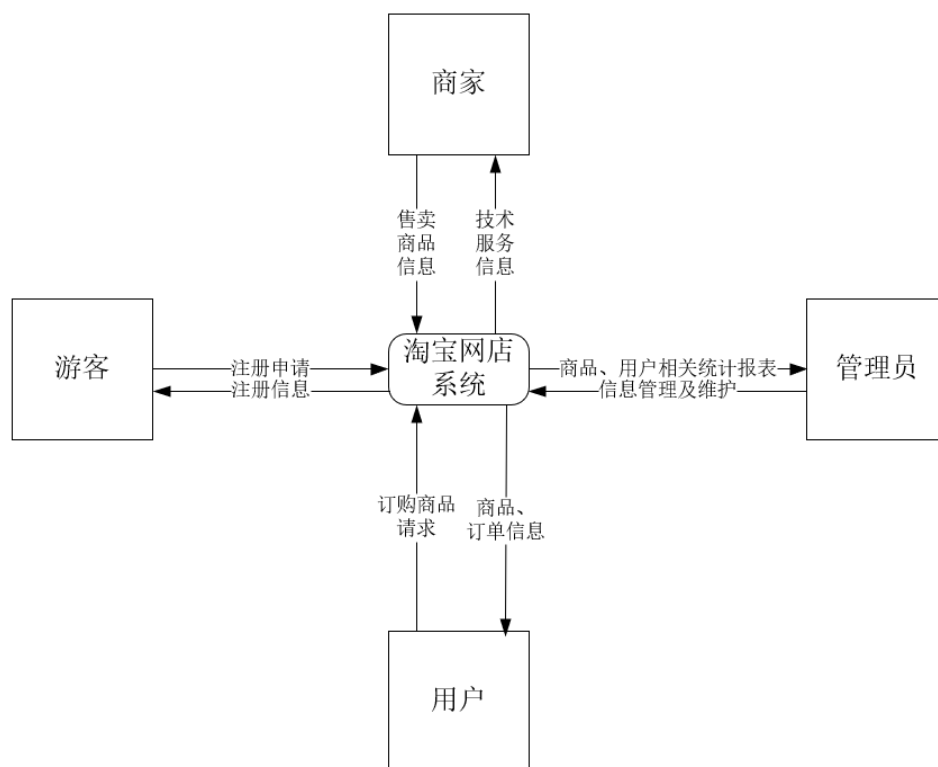 商家
售卖
商品
信息
技术
服务
信息
游客
注册申请
注册信息
淘宝网店
系统
商品、用户相关统计报表
信息管理及维护
管理员
订购商品
请求
商品、
订单信息
用户